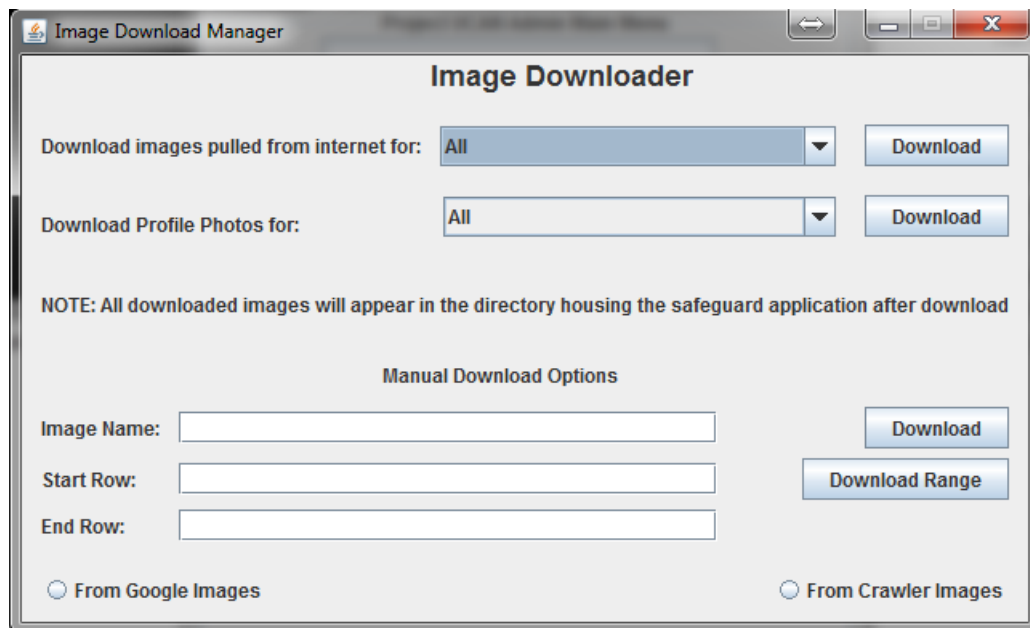 Image Download Manager
Image Downloader
Download images pulled from internet for: All Download
Download Profile Photos for: All Download
NOTE: All downloaded images will appear in the directory housing the safeguard application after download
Manual Download Options
Image Name: Download
Start Row: Download Range
End Row:
From Google Images From Crawler Images